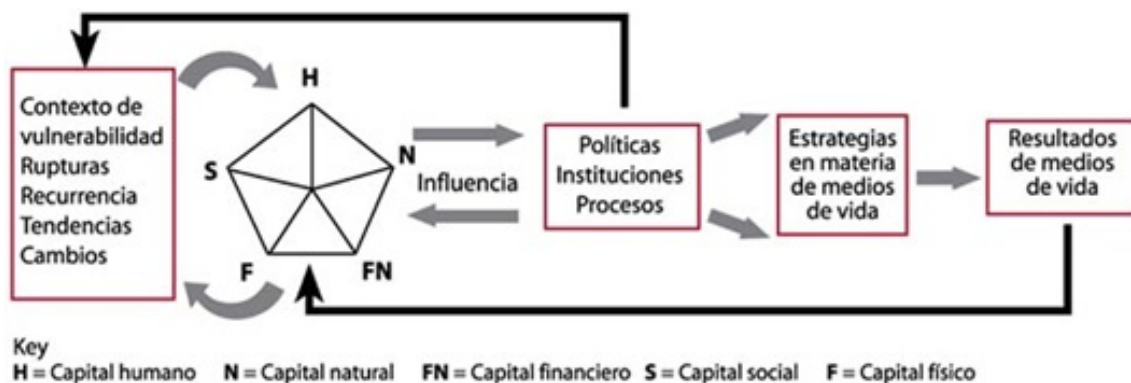 Contexto de
vulnerabilidad
Rupturas
Recurrencia
Tendencias
Cambios
H
S
N
F
FN
Influencia
Políticas
Instituciones
Procesos
Estrategias
en materia
de medios
de vida
Resultados
de medios
de vida
Key
H = Capital humano N = Capital natural FN = Capital financiero S = Capital social F = Capital físico